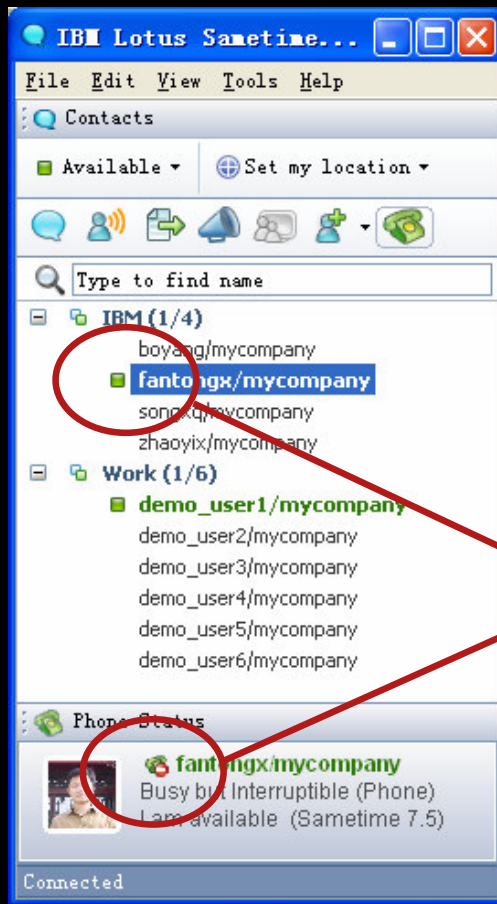 IBM Lotus Sametime...
File Edit View Tools Help
Contacts
Available Set my location
Type to find name
IBM (1/4)
boyang/mycompany
fantongx/mycompany
songxq/mycompany
zhaoyix/mycompany
Work (1/6)
demo_user1/mycompany
demo_user2/mycompany
demo_user3/mycompany
demo_user4/mycompany
demo_user5/mycompany
demo_user6/mycompany
Phone Status
fantongx/mycompany
Busy but Interruptible (Phone)
I am available (Sametime 7.5)
Connected